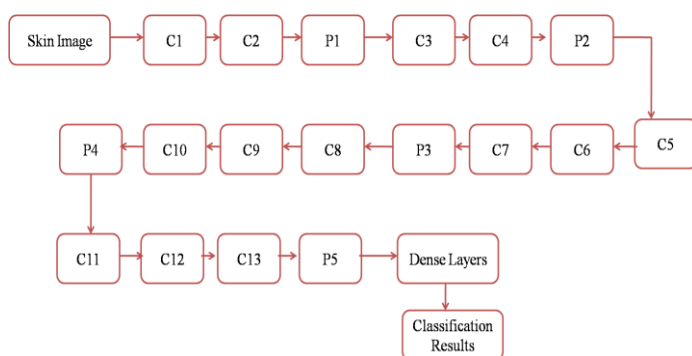 Skin Image C1 C2 P1 C3 C4 P2
C5
C6 C7 P3 C8 C9 C10 P4
C11 C12 C13 P5 Dense Layers
Classification
Results